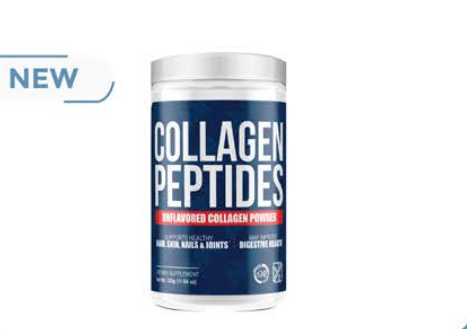 NEW
COLLAGEN
PEPTIDES
UNFLAVORED COLLAGEN POWDER
SUPPORTS HEALTHY
HAIR, SKIN, NAILS & JOINTS
MAY IMPROVE
DIGESTIVE HEALTH
DIETARY SUPPLEMENT